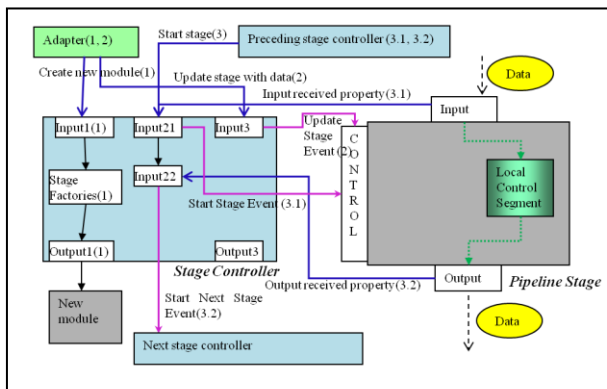 Adapter(1, 2)
Start stage(3)
Preceding stage controller (3.1, 3.2)
Data
Create new module(1)
Update stage with data(2)
Input received property(3.1)
Input
Input1(1)
Input21
Input3
Update
Stage
Event(2)
CONTROL
Stage
Factories(1)
Input22
Local
Control
Segment
Start Stage Event (3.1)
Output1(1)
Output3
Stage Controller
Output
Pipeline Stage
Output received property(3.2)
New
module
Start Next Stage
Event(3.2)
Data
Next stage controller